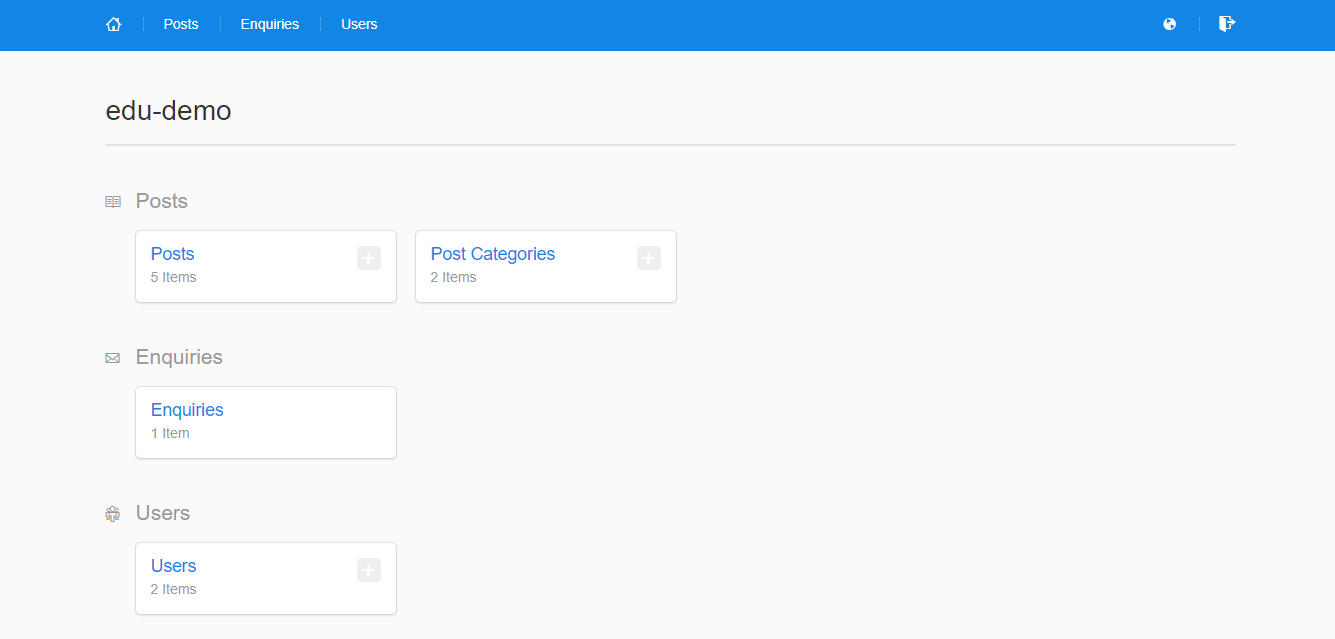 Posts Enquiries Users
edu-demo
Posts
Posts Post Categories
5 Items 2 Items
Enquiries
Enquiries
1 Item
Users
Users
2 Items